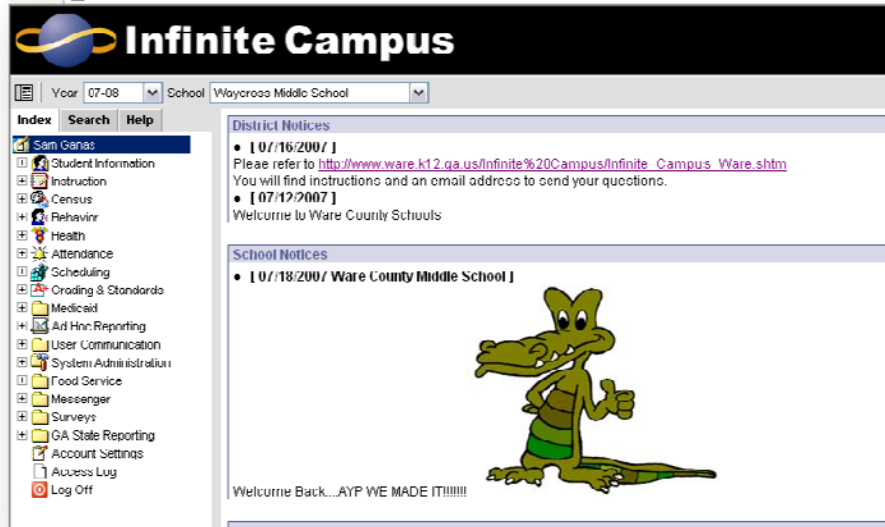 Infinite Campus
Year 07-08 School Waycross Middle School
Index Search Help
Sam Ganas
Student Information
Instruction
Census
Behavior
Health
Attendance
Scheduling
Grading & Standards
Medicaid
Ad Hoc Reporting
User Communication
System Administration
Food Service
Messenger
Surveys
GA State Reporting
Account Settings
Access Log
Log Off
District Notices
• [ 07/16/2007 ]
Pleae refer to http://www.ware.k12.ga.us/Infinite%20Campus/Infinite_Campus_Ware.shtm
You will find instructions and an email address to send your questions.
• [ 07/12/2007 ]
Welcome to Ware County Schools
School Notices
• [ 07/18/2007 Ware County Middle School ]
Welcome Back...AYP WE MADE IT!!!!!!!